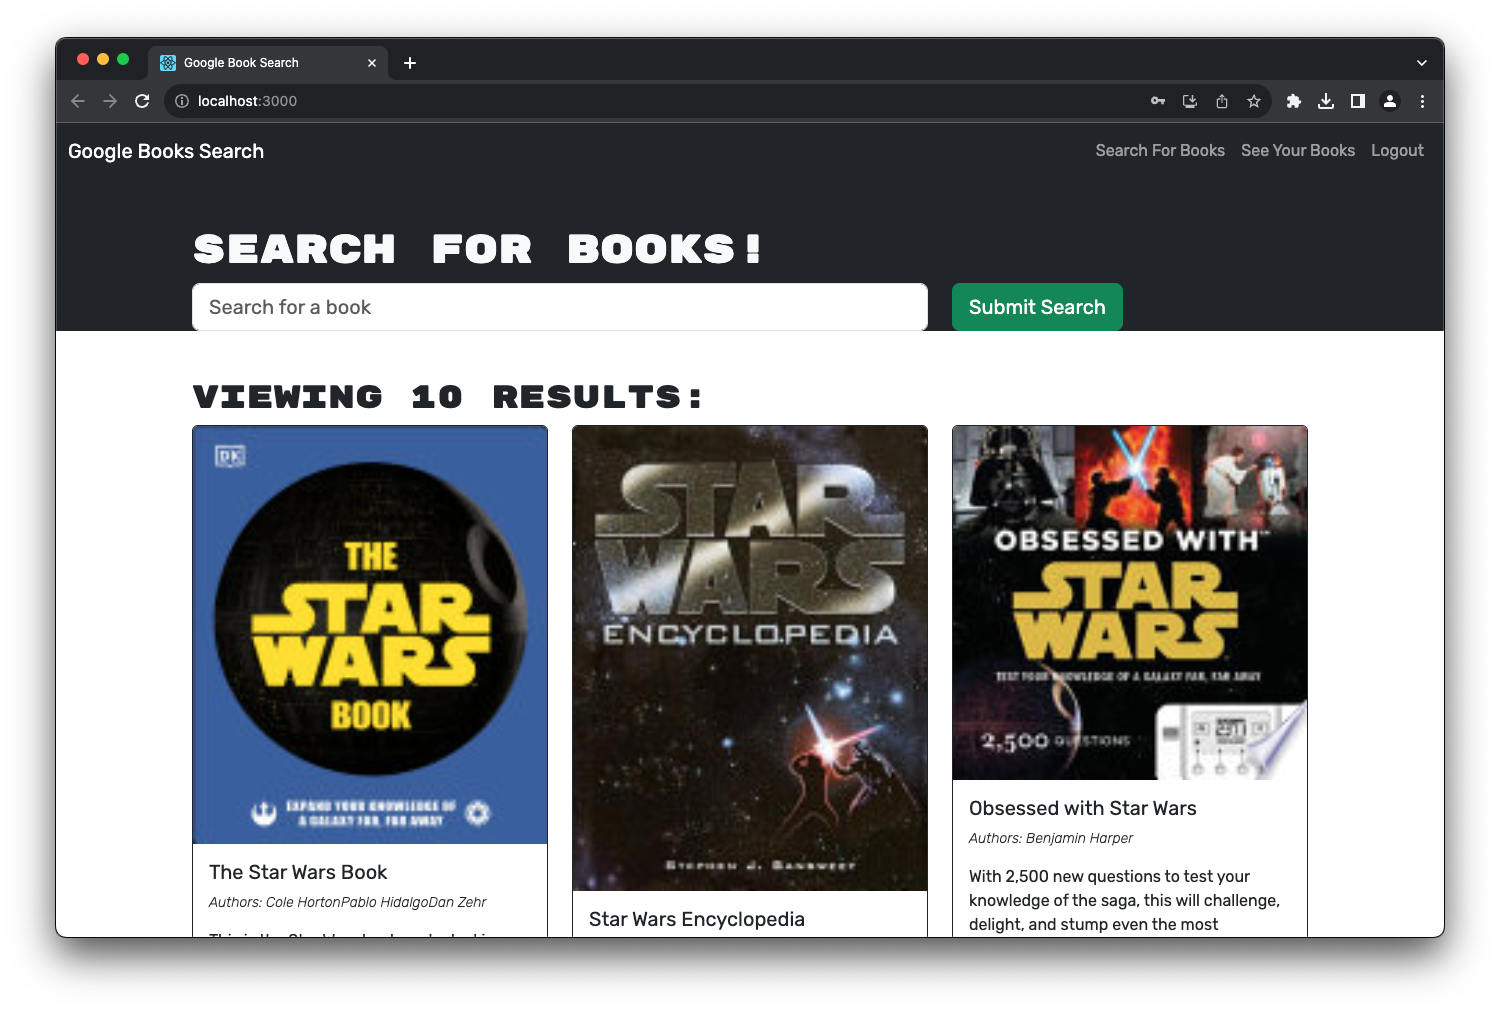 Google Book Search
localhost:3000
Google Books Search
Search For Books
See Your Books
Logout
SEARCH FOR BOOKS!
Search for a book
Submit Search
VIEWING 10 RESULTS:
DK
THE
STAR
WARS
BOOK
EXPAND YOUR KNOWLEDGE OF
A GALAXY FAR, FAR AWAY
The Star Wars Book
Authors: Cole HortonPablo HidalgoDan Zehr
STAR
WARS
ENCYCLOPEDIA
STEPHEN J. SANSWEET
Star Wars Encyclopedia
OBSESSED WITH™
STAR
WARS
TEST YOUR KNOWLEDGE OF A GALAXY FAR, FAR AWAY
2,500 QUESTIONS
Obsessed with Star Wars
Authors: Benjamin Harper
With 2,500 new questions to test your
knowledge of the saga, this will challenge,
delight, and stump even the most